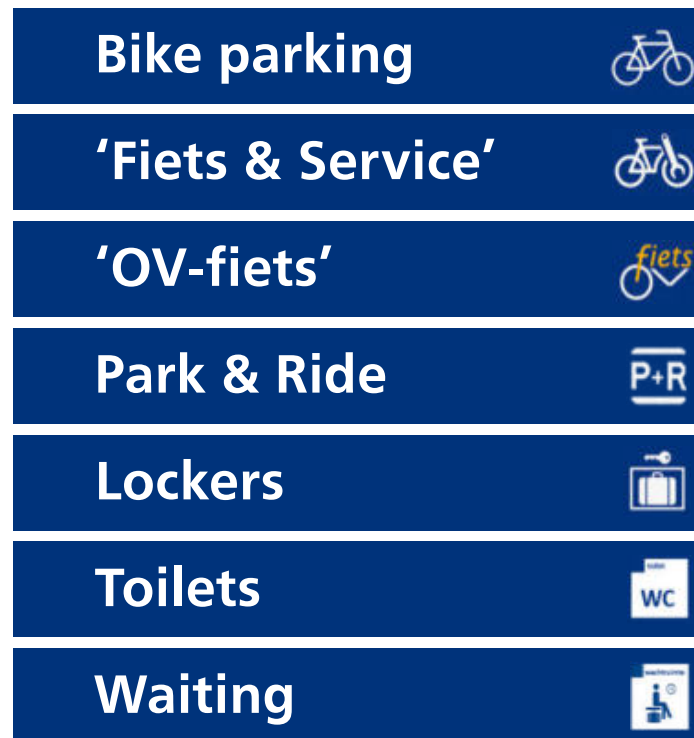 Bike parking
‘Fiets & Service’
‘OV-fiets’
fiets
Park & Ride
P+R
Lockers
Toilets
WC
Waiting